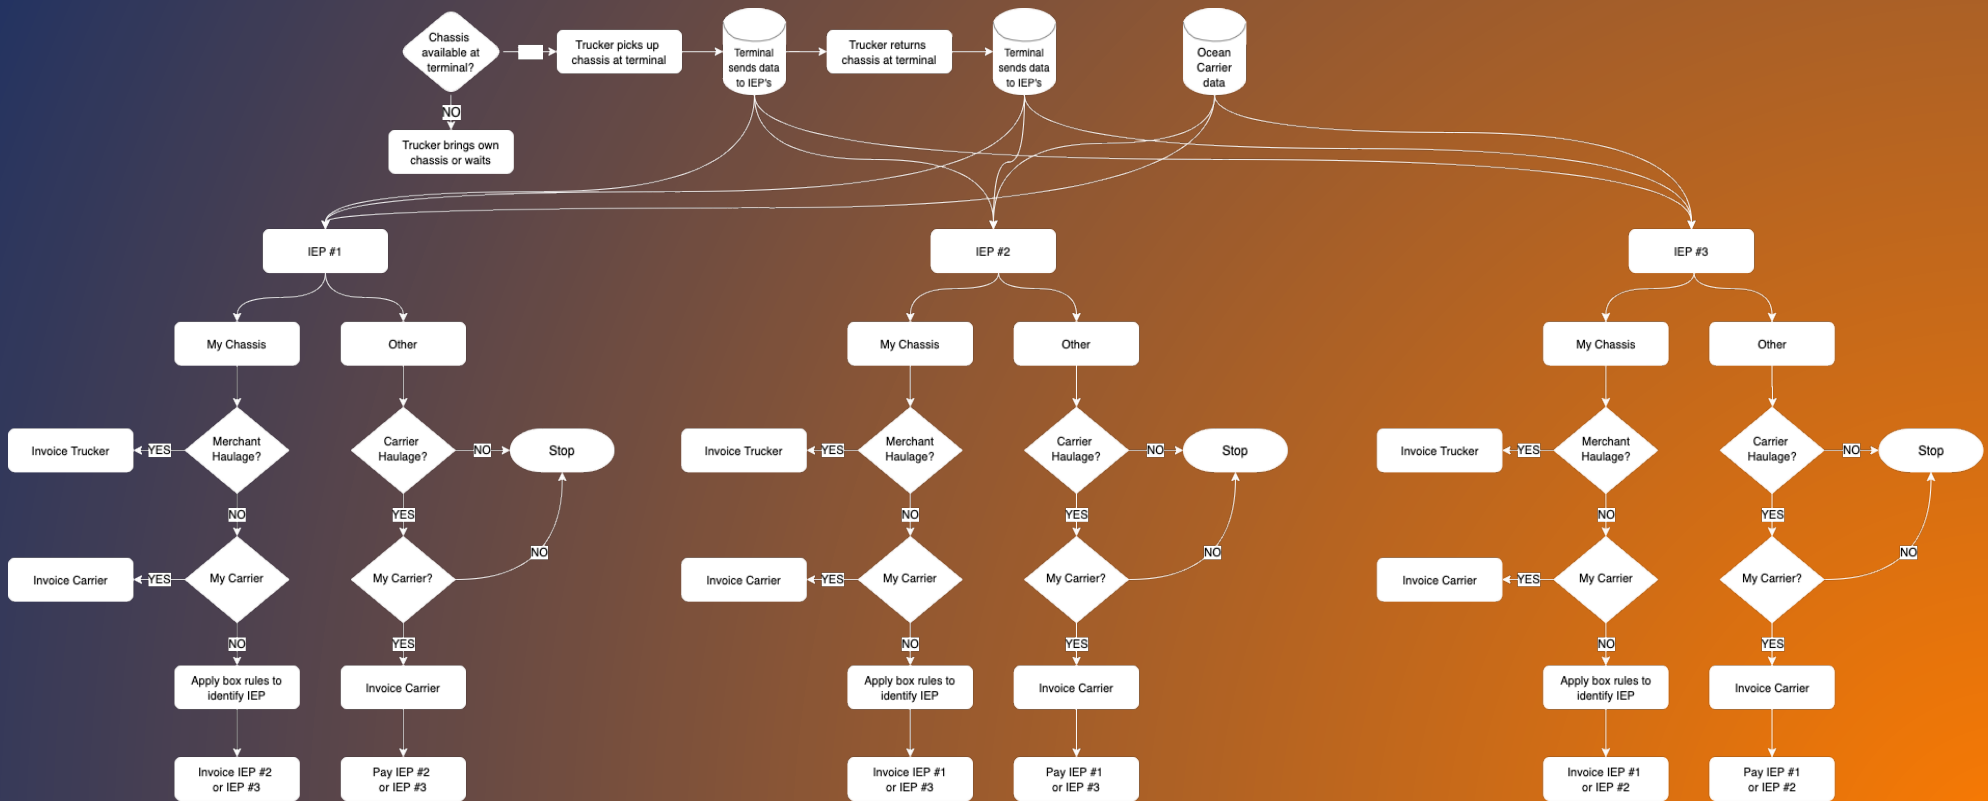 Chassis
available at
terminal?
Trucker picks up
chassis at terminal
Terminal
sends data
to IEP's
Trucker returns
chassis at terminal
Terminal
sends data
to IEP's
Ocean
Carrier
data
NO
Trucker brings own
chassis or waits
IEP #1
IEP #2
IEP #3
My Chassis
Other
My Chassis
Other
My Chassis
Other
Invoice Trucker
YES
Merchant
Haulage?
Carrier
Haulage?
NO
Stop
Invoice Trucker
YES
Merchant
Haulage?
Carrier
Haulage?
NO
Stop
Invoice Trucker
YES
Merchant
Haulage?
Carrier
Haulage?
NO
Stop
NO
YES
NO
YES
NO
YES
NO
NO
NO
Invoice Carrier
YES
My Carrier
My Carrier?
Invoice Carrier
YES
My Carrier
My Carrier?
Invoice Carrier
YES
My Carrier
My Carrier?
NO
YES
NO
YES
NO
YES
Apply box rules to
identify IEP
Invoice Carrier
Apply box rules to
identify IEP
Invoice Carrier
Apply box rules to
identify IEP
Invoice Carrier
Invoice IEP #2
or IEP #3
Pay IEP #2
or IEP #3
Invoice IEP #1
or IEP #3
Pay IEP #1
or IEP #3
Invoice IEP #1
or IEP #2
Pay IEP #1
or IEP #2